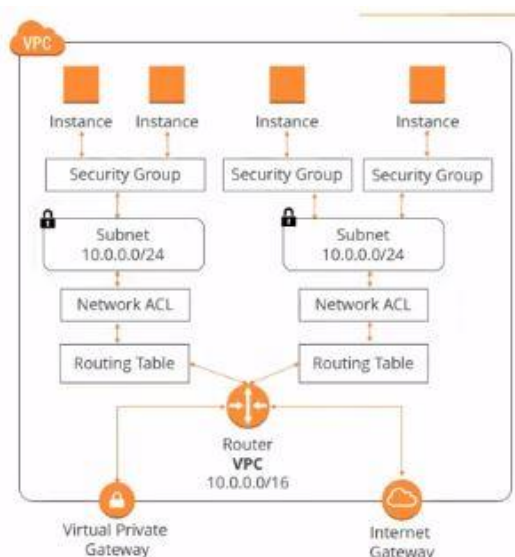 VPC
Instance
Instance
Instance
Instance
Security Group
Security Group
Security Group
Subnet
10.0.0.0/24
Subnet
10.0.0.0/24
Network ACL
Network ACL
Routing Table
Routing Table
Router
VPC
10.0.0.0/16
Virtual Private
Gateway
Internet
Gateway